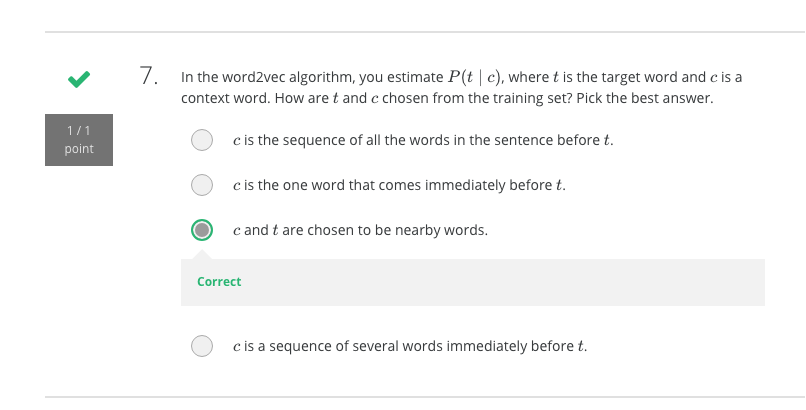 7. In the word2vec algorithm, you estimate P(t | c), where t is the target word and c is a
context word. How are t and c chosen from the training set? Pick the best answer.
1 / 1
point
c is the sequence of all the words in the sentence before t.
c is the one word that comes immediately before t.
c and t are chosen to be nearby words.
Correct
c is a sequence of several words immediately before t.